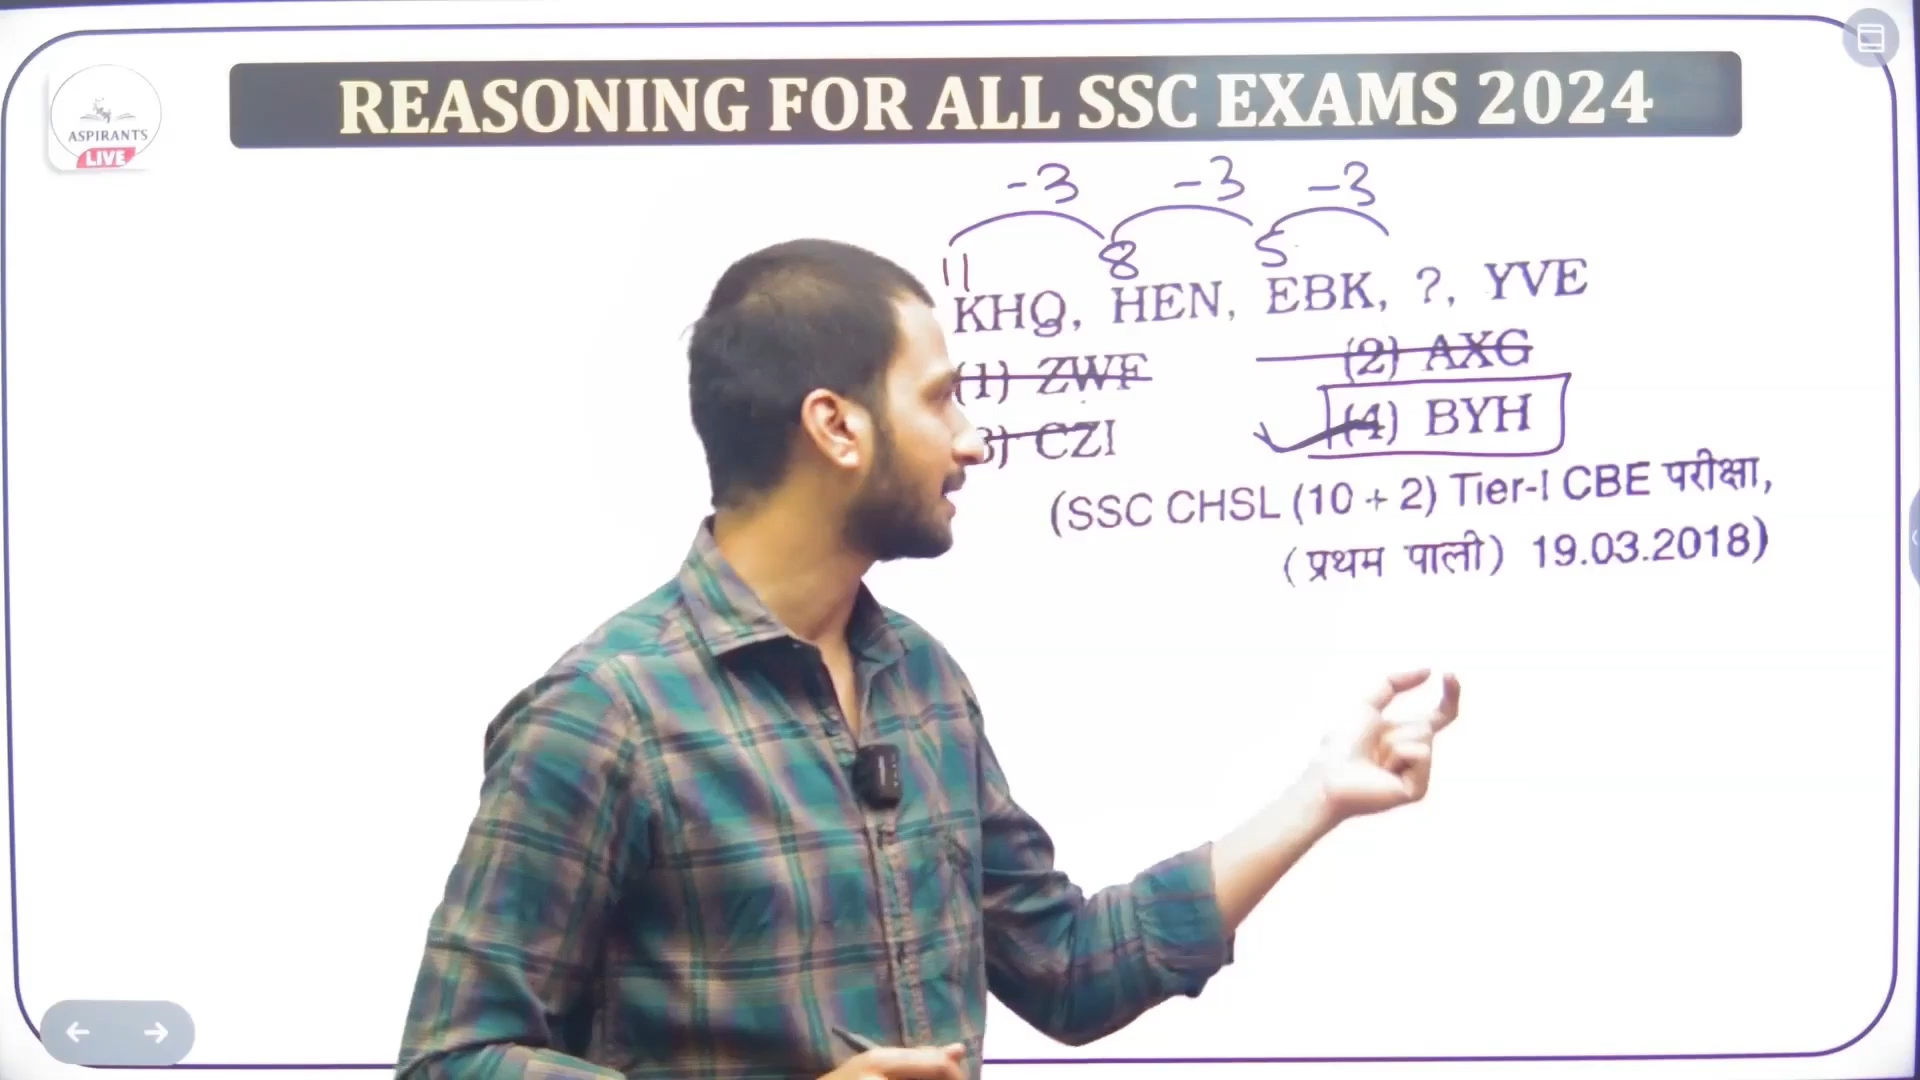 REASONING FOR ALL SSC EXAMS 2024
ASPIRANTS
LIVE
-3 -3 -3
11 8 5
KHQ, HEN, EBK, ?, YVE
(1) ZWF (2) AXG
3) CZI (4) BYH
(SSC CHSL (10 + 2) Tier-I CBE परीक्षा,
(प्रथम पाली) 19.03.2018)